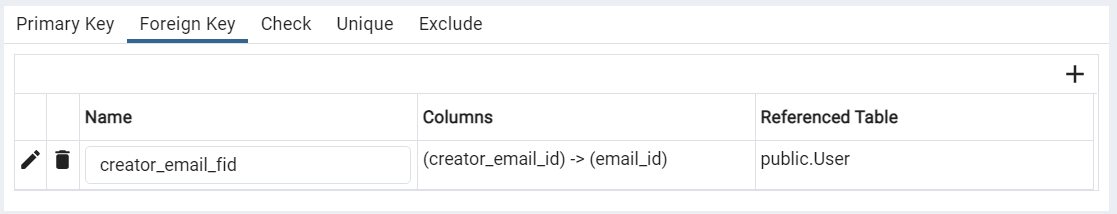 Primary Key Foreign Key Check Unique Exclude
Name Columns Referenced Table
creator_email_fid (creator_email_id) -> (email_id) public.User